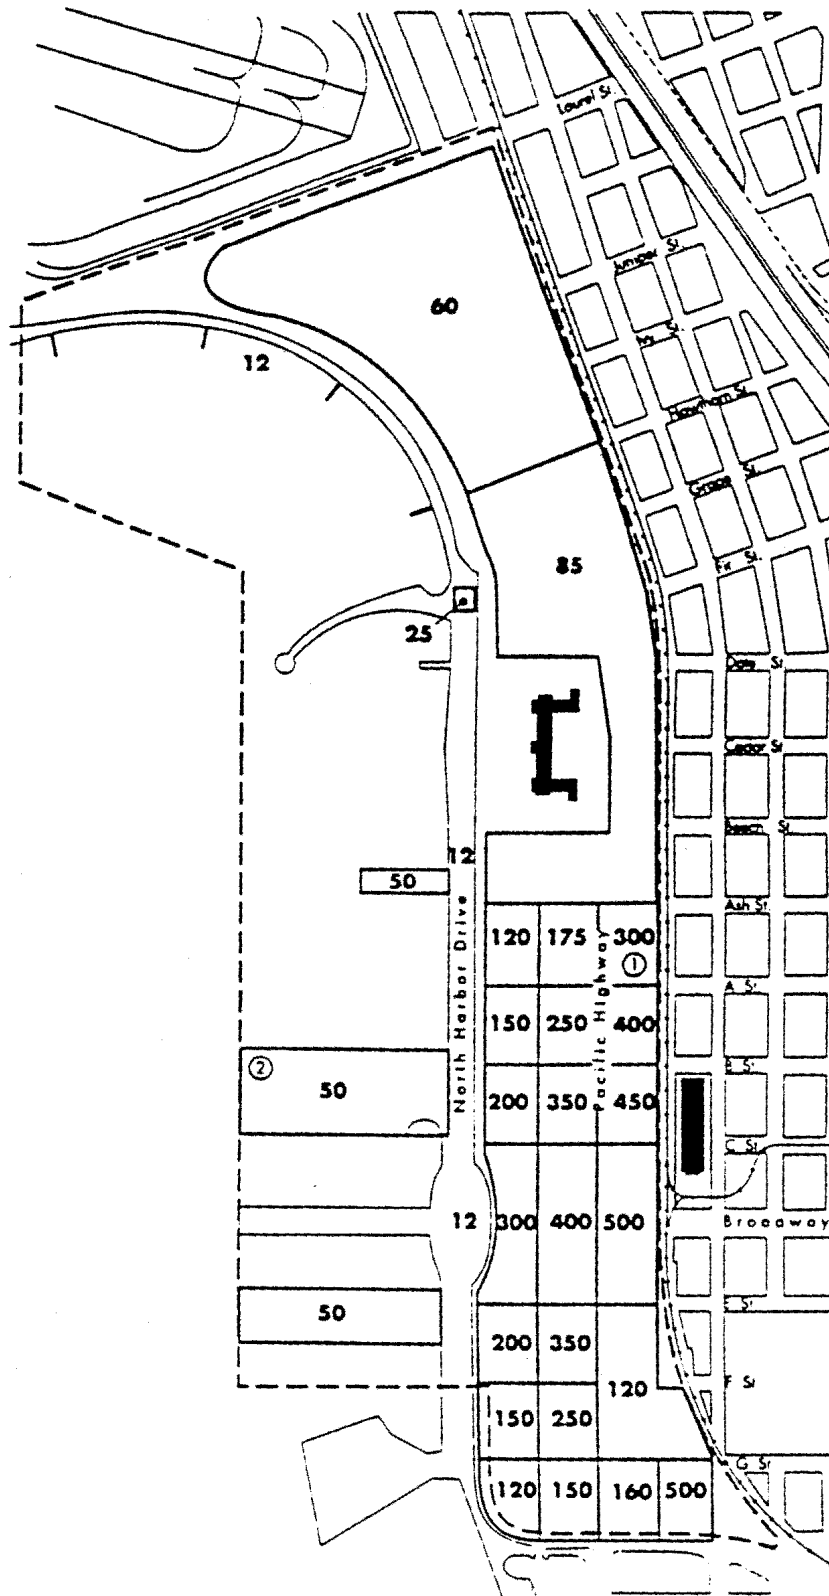 Laurel St.
Juniper St.
60
Ivy St.
12
Hawthorn St.
Grape St.
85
Fir St.
25
Date St.
Cedar St.
Beech St.
12
50
Ash St.
North Harbor Drive
Pacific Highway
120 175 300
①
A St.
150 250 400
B St.
②
50
200 350 450
C St.
12 300 400 500
Broadway
E St.
50
200 350
F St.
120
150 250
G St.
120 150 160 500